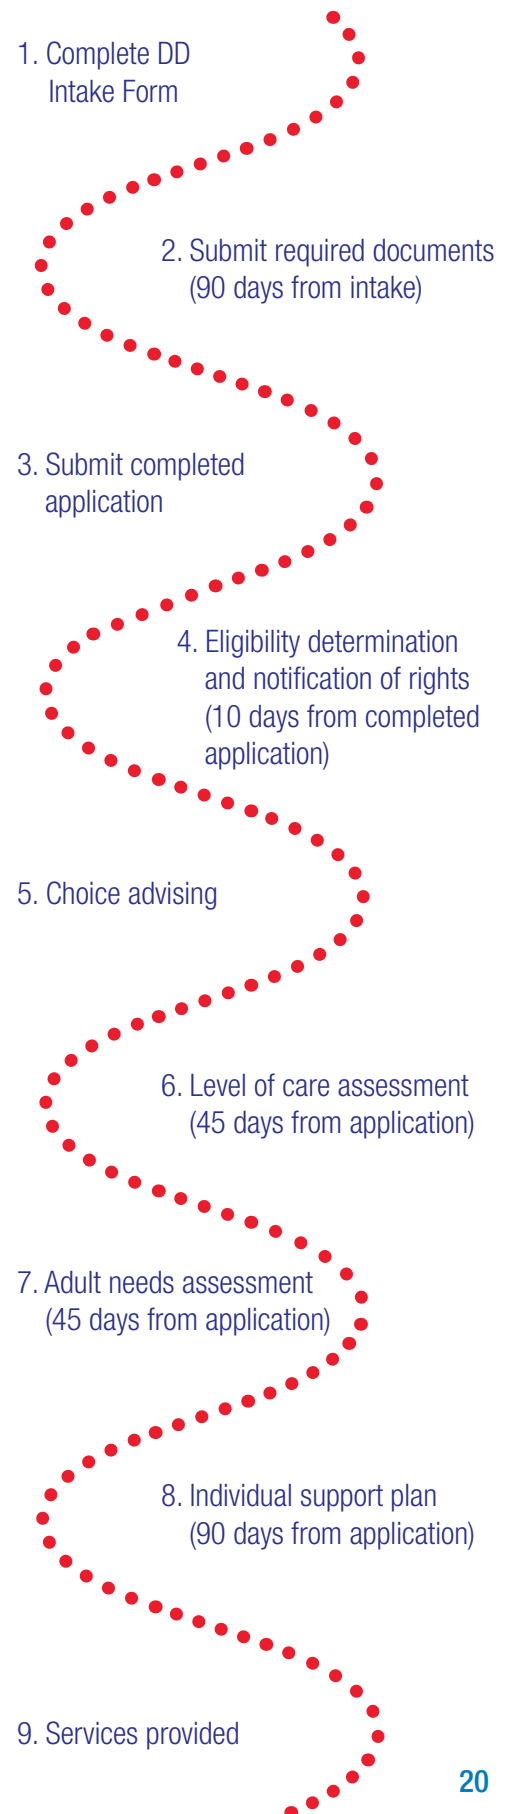 1. Complete DD
Intake Form
2. Submit required documents
(90 days from intake)
3. Submit completed
application
4. Eligibility determination
and notification of rights
(10 days from completed
application)
5. Choice advising
6. Level of care assessment
(45 days from application)
7. Adult needs assessment
(45 days from application)
8. Individual support plan
(90 days from application)
9. Services provided
20